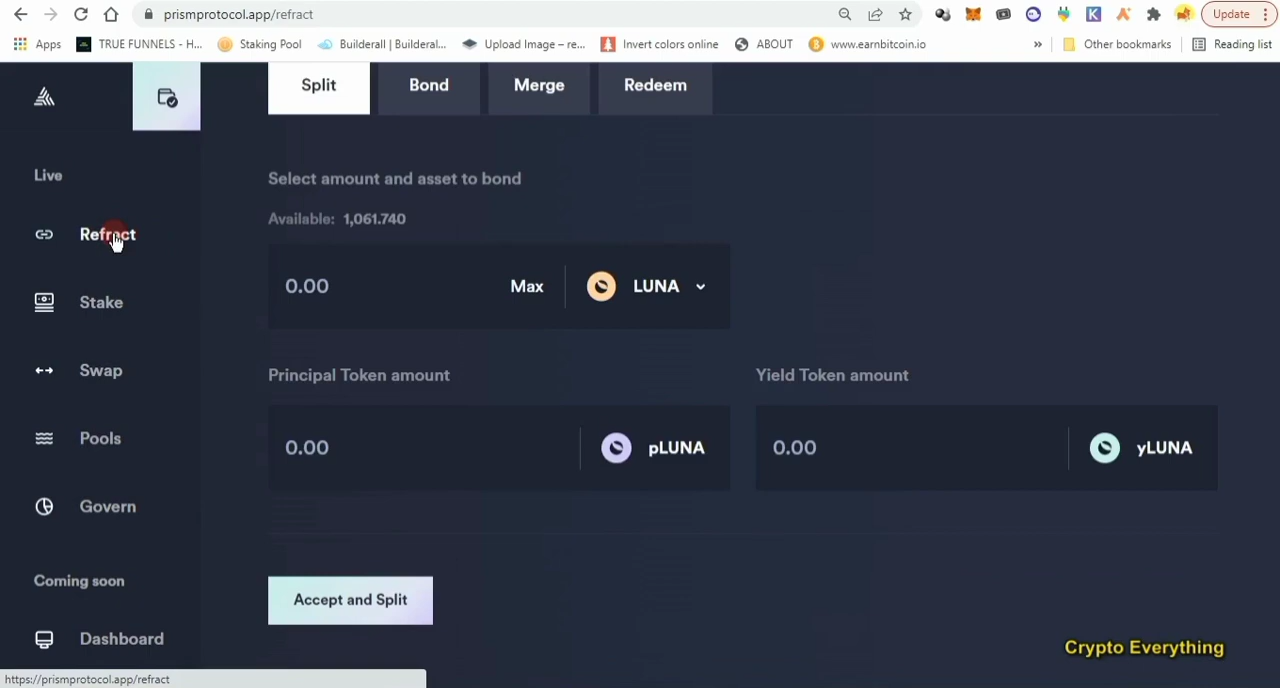 prismprotocol.app/refract
Update
Apps
TRUE FUNNELS - H...
Staking Pool
Builderall | Builderal...
Upload Image – re...
Invert colors online
ABOUT
www.earnbitcoin.io
»
Other bookmarks
Reading list
Split
Bond
Merge
Redeem
Live
Refract
Stake
Swap
Pools
Govern
Coming soon
Dashboard
Select amount and asset to bond
Available: 1,061.740
0.00
Max
LUNA
Principal Token amount
Yield Token amount
0.00
pLUNA
0.00
yLUNA
Accept and Split
Crypto Everything
https://prismprotocol.app/refract